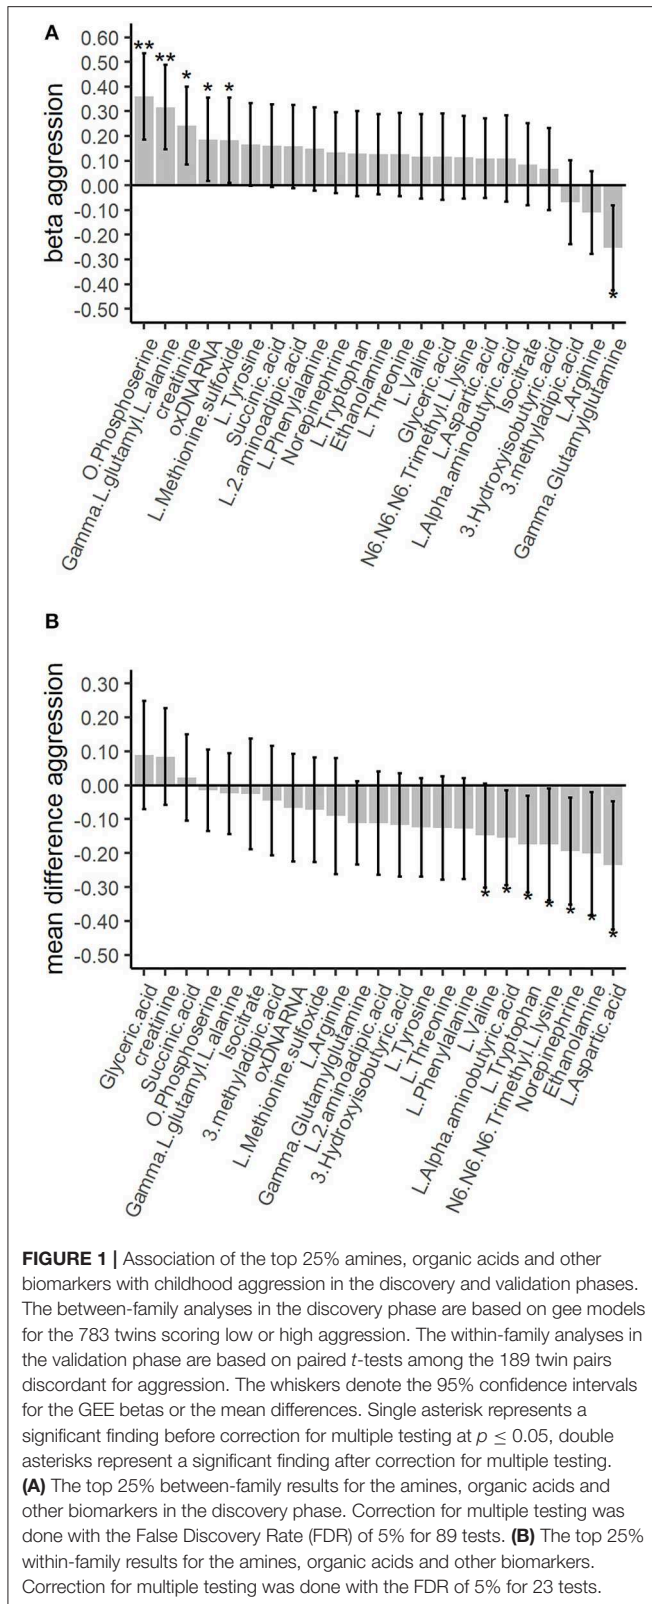 A
0.60
0.50
0.40
0.30
0.20
0.10
0.00
-0.10
-0.20
-0.30
-0.40
-0.50
beta aggression
**
**
*
*
*
*
O.Phosphoserine
Gamma.L.glutamyl.L.alanine
creatinine
oxDNARNA
L.Methionine.sulfoxide
L.Tyrosine
Succinic.acid
L.2.aminoadipic.acid
L.Phenylalanine
Norepinephrine
L.Tryptophan
Ethanolamine
L.Threonine
L.Valine
Glyceric.acid
N6.N6.N6.Trimethyl.L.lysine
L.Aspartic.acid
L.Alpha.aminobutyric.acid
Isocitrate
3.Hydroxyisobutyric.acid
3.methyladipic.acid
L.Arginine
Gamma.Glutamylglutamine
B
0.30
0.20
0.10
0.00
-0.10
-0.20
-0.30
-0.40
-0.50
mean difference aggression
*
*
*
*
*
*
*
Glyceric.acid
creatinine
Succinic.acid
O.Phosphoserine
Gamma.L.glutamyl.L.alanine
Isocitrate
3.methyladipic.acid
oxDNARNA
L.Methionine.sulfoxide
L.Arginine
Gamma.Glutamylglutamine
L.2.aminoadipic.acid
3.Hydroxyisobutyric.acid
L.Tyrosine
L.Threonine
L.Phenylalanine
L.Valine
L.Alpha.aminobutyric.acid
L.Tryptophan
N6.N6.N6.Trimethyl.L.lysine
Norepinephrine
Ethanolamine
L.Aspartic.acid
FIGURE 1 | Association of the top 25% amines, organic acids and other
biomarkers with childhood aggression in the discovery and validation phases.
The between-family analyses in the discovery phase are based on gee models
for the 783 twins scoring low or high aggression. The within-family analyses in
the validation phase are based on paired t-tests among the 189 twin pairs
discordant for aggression. The whiskers denote the 95% confidence intervals
for the GEE betas or the mean differences. Single asterisk represents a
significant finding before correction for multiple testing at p ≤ 0.05, double
asterisks represent a significant finding after correction for multiple testing.
(A) The top 25% between-family results for the amines, organic acids and
other biomarkers in the discovery phase. Correction for multiple testing was
done with the False Discovery Rate (FDR) of 5% for 89 tests. (B) The top 25%
within-family results for the amines, organic acids and other biomarkers.
Correction for multiple testing was done with the FDR of 5% for 23 tests.